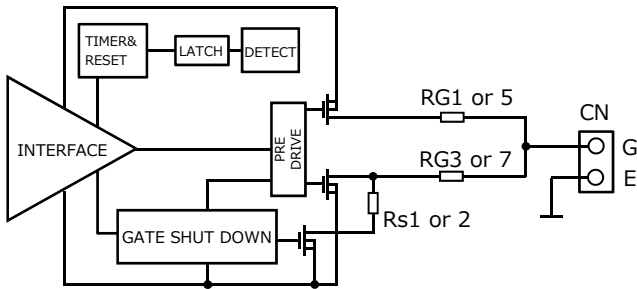 TIMER&
RESET
LATCH
DETECT
RG1 or 5
CN
INTERFACE
PRE
DRIVE
G
RG3 or 7
E
Rs1 or 2
GATE SHUT DOWN